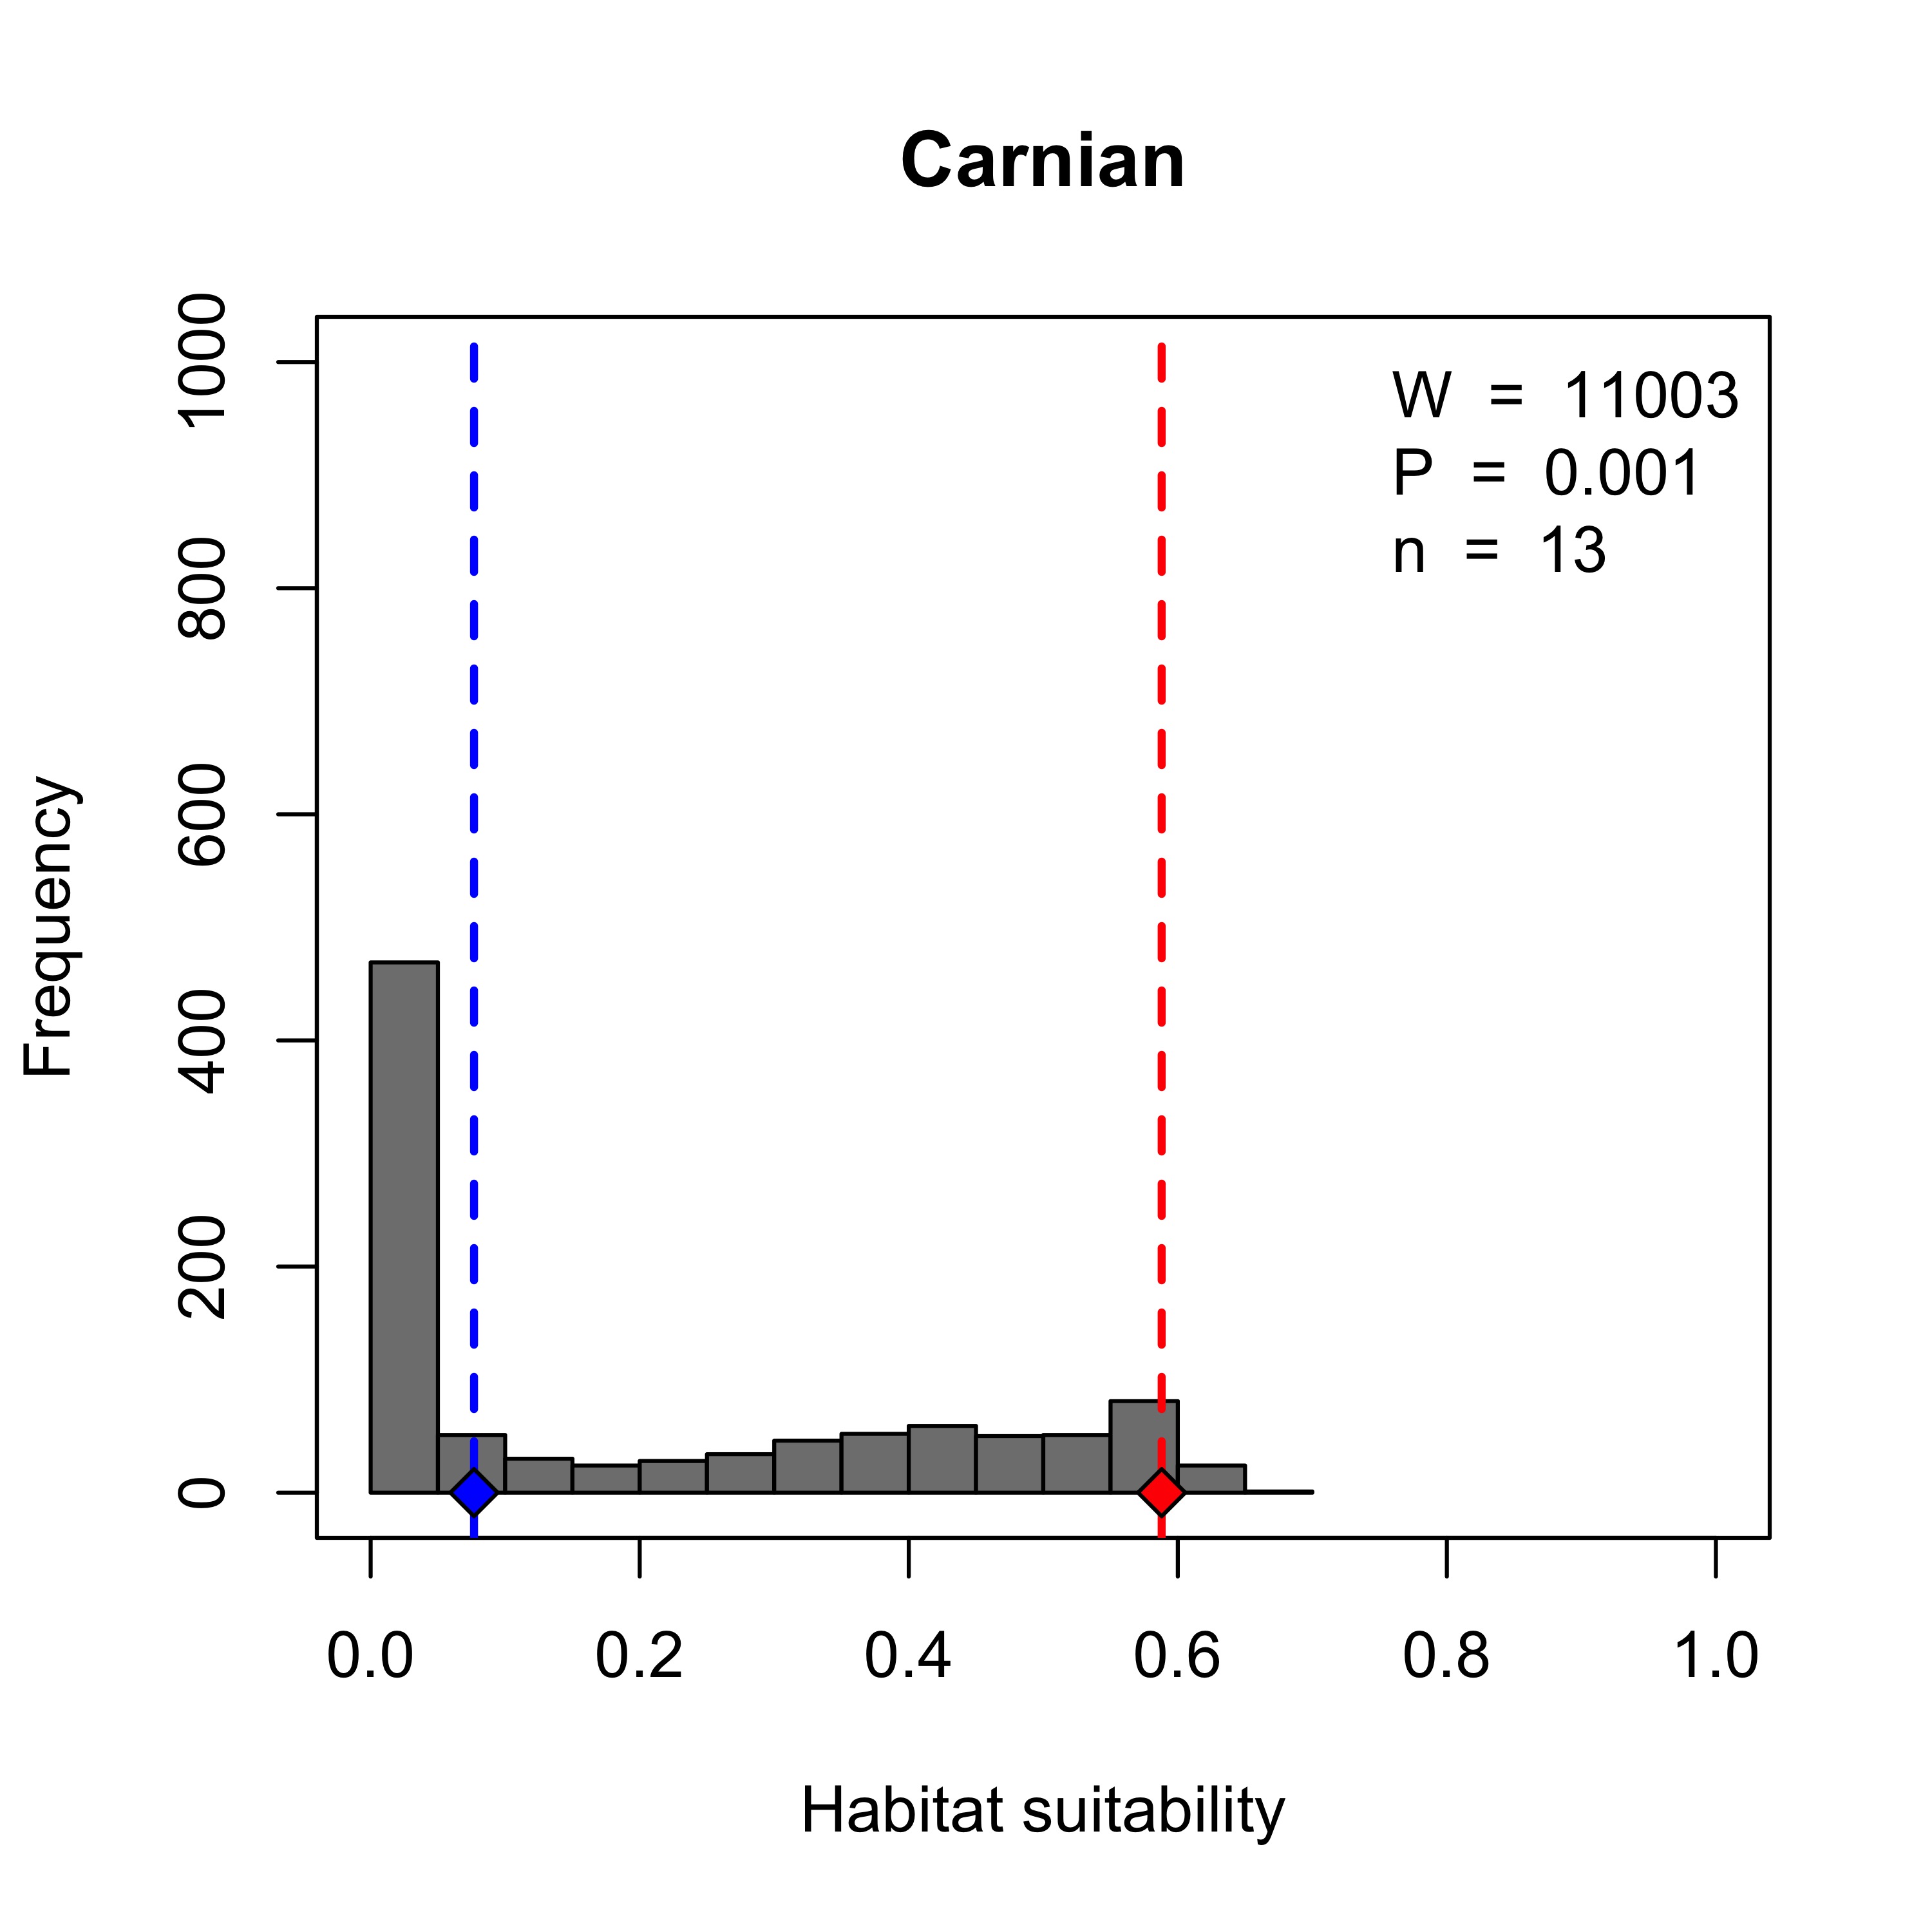 Carnian
W = 11003
P = 0.001
n = 13
Frequency
1000
800
600
400
200
0
0.0 0.2 0.4 0.6 0.8 1.0
Habitat suitability